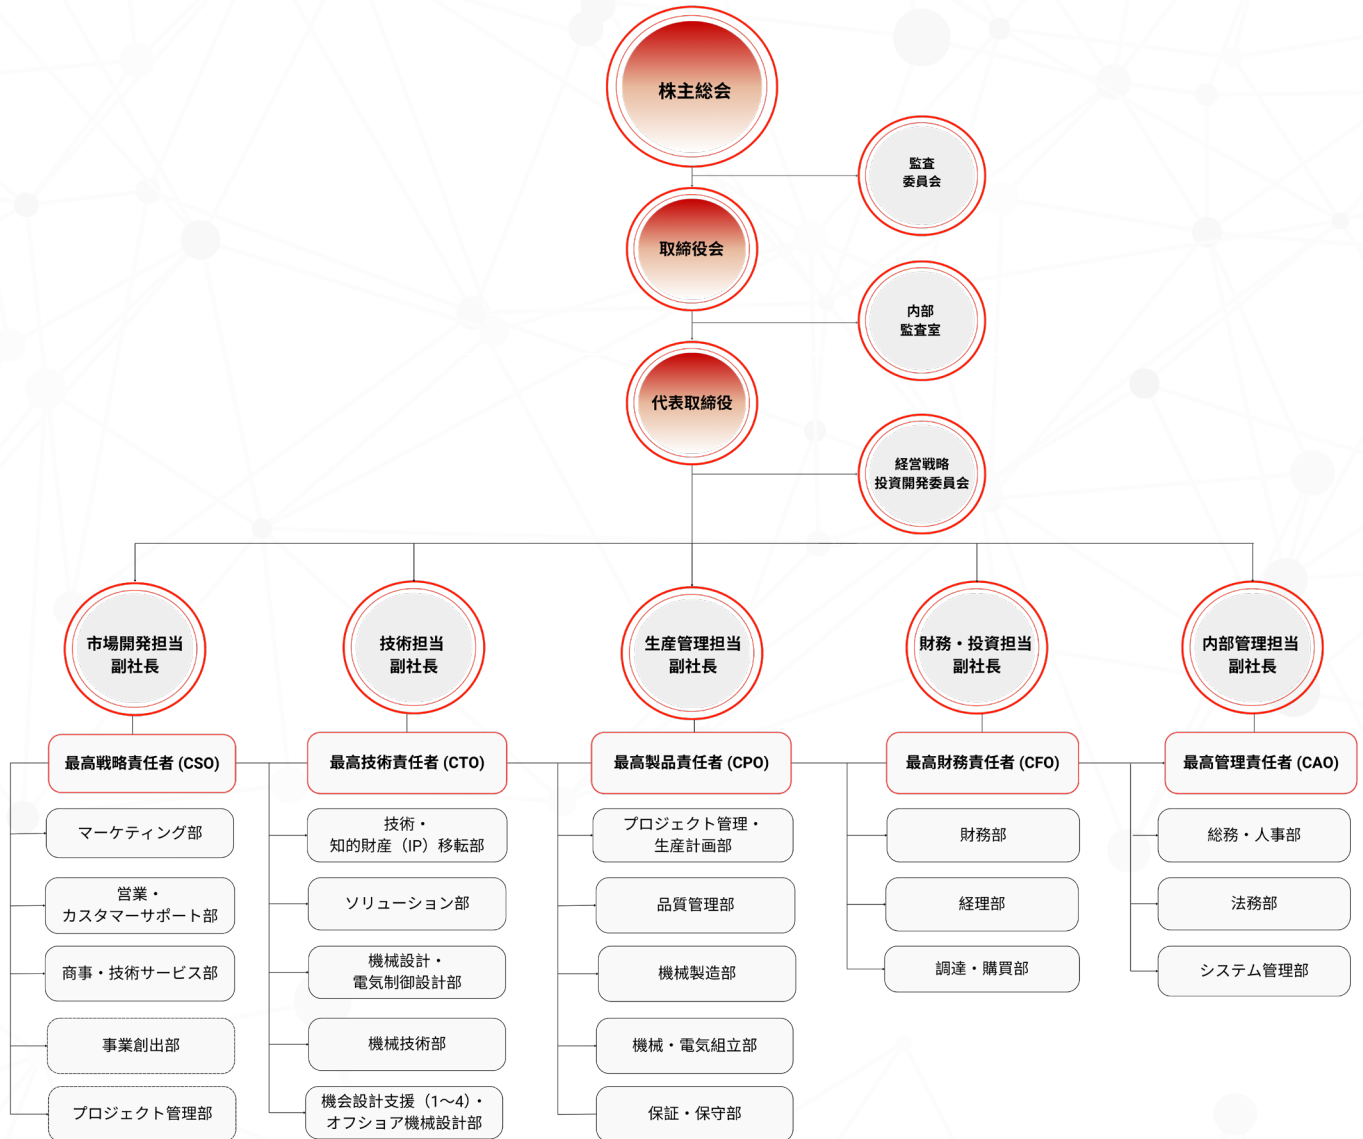 株主総会
監査
委員会
取締役会
内部
監査室
代表取締役
経営戦略
投資開発委員会
市場開発担当
副社長
技術担当
副社長
生産管理担当
副社長
財務・投資担当
副社長
内部管理担当
副社長
最高戦略責任者 (CSO)
最高技術責任者 (CTO)
最高製品責任者 (CPO)
最高財務責任者 (CFO)
最高管理責任者 (CAO)
マーケティング部
営業・
カスタマーサポート部
商事・技術サービス部
事業創出部
プロジェクト管理部
技術・
知的財産（IP）移転部
ソリューション部
機械設計・
電気制御設計部
機械技術部
機会設計支援（1〜4）・
オフショア機械設計部
プロジェクト管理・
生産計画部
品質管理部
機械製造部
機械・電気組立部
保証・保守部
財務部
経理部
調達・購買部
総務・人事部
法務部
システム管理部